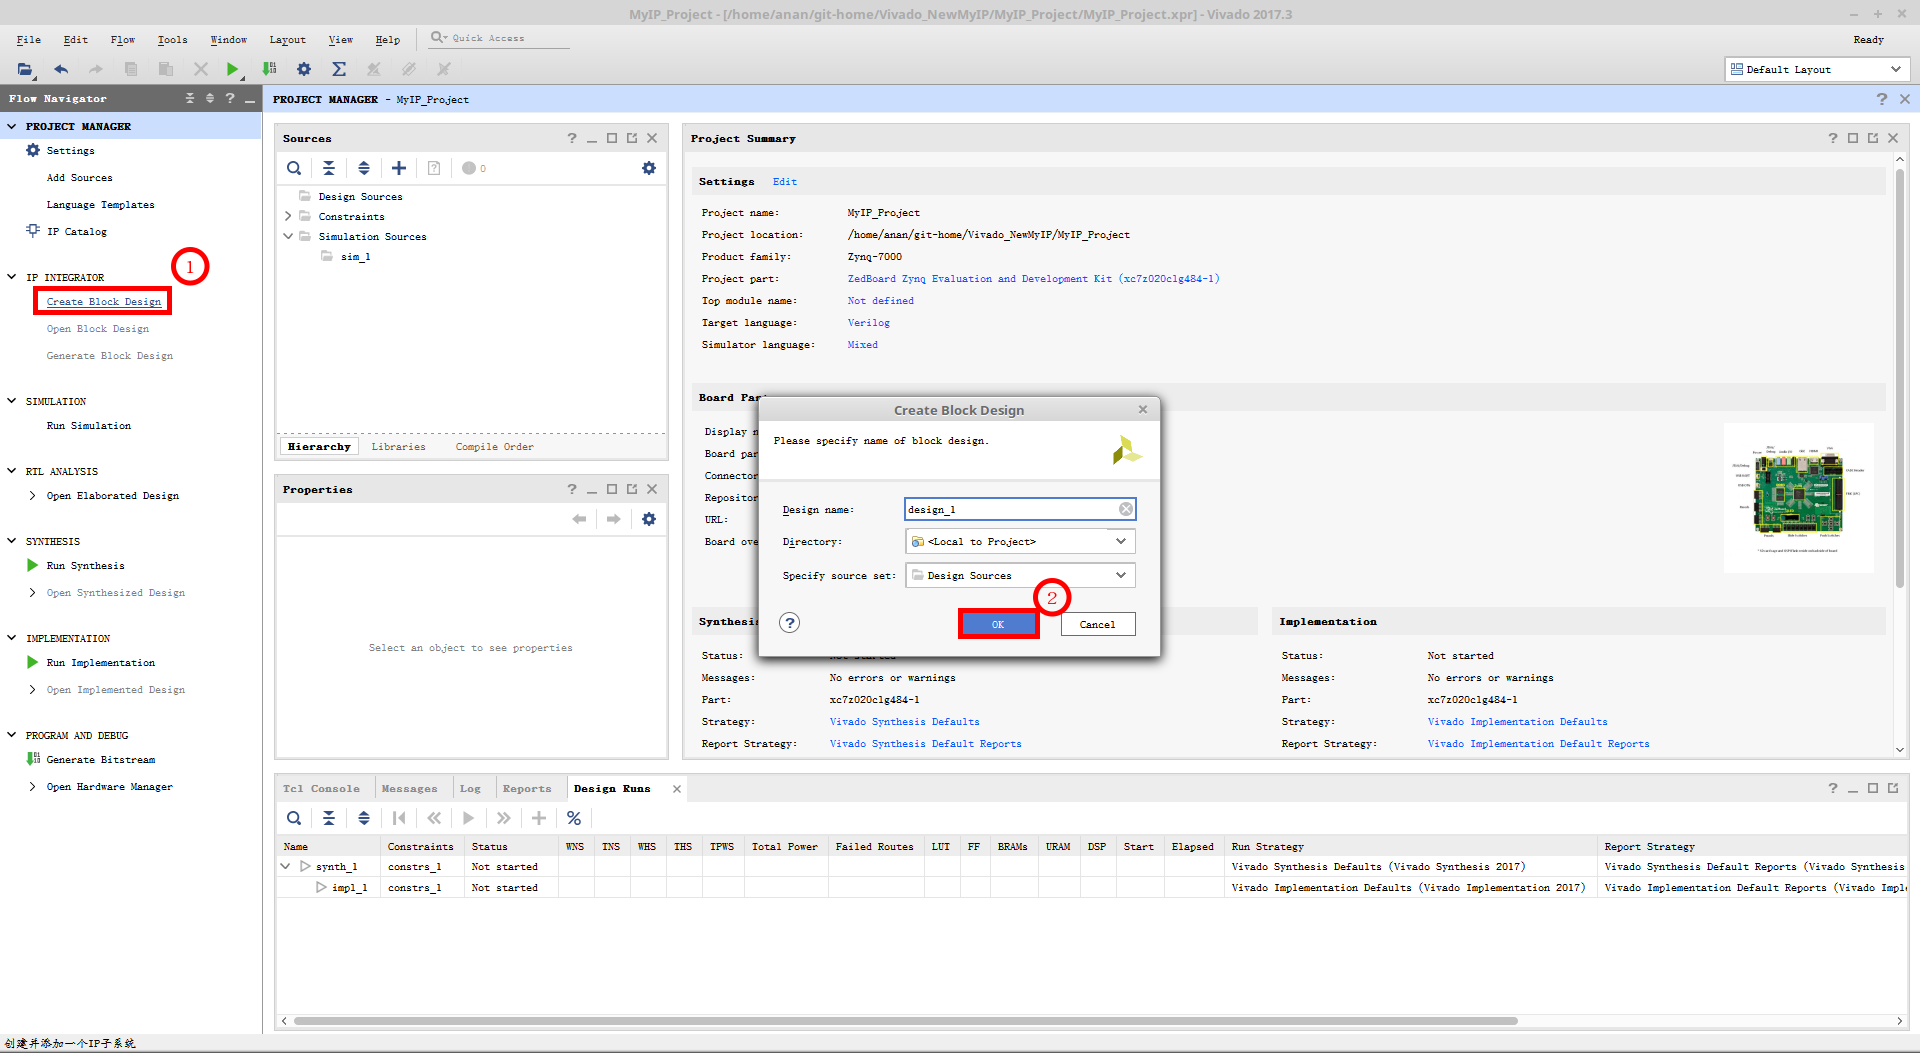 MyIP_Project - [/home/anan/git-home/Vivado_NewMyIP/MyIP_Project/MyIP_Project.xpr] - Vivado 2017.3
File Edit Flow Tools Window Layout View Help Quick Access Ready
Default Layout
Flow Navigator
PROJECT MANAGER - MyIP_Project
PROJECT MANAGER
Settings
Add Sources
Language Templates
IP Catalog
1
IP INTEGRATOR
Create Block Design
Open Block Design
Generate Block Design
SIMULATION
Run Simulation
RTL ANALYSIS
Open Elaborated Design
SYNTHESIS
Run Synthesis
Open Synthesized Design
IMPLEMENTATION
Run Implementation
Open Implemented Design
PROGRAM AND DEBUG
Generate Bitstream
Open Hardware Manager
Sources
0
Design Sources
Constraints
Simulation Sources
sim_1
Hierarchy Libraries Compile Order
Properties
Select an object to see properties
Project Summary
Settings Edit
Project name: MyIP_Project
Project location: /home/anan/git-home/Vivado_NewMyIP/MyIP_Project
Product family: Zynq-7000
Project part: ZedBoard Zynq Evaluation and Development Kit (xc7z020clg484-1)
Top module name: Not defined
Target language: Verilog
Simulator language: Mixed
Board Par
Display n
Board par
Connector
Repositor
URL:
Board ove
Create Block Design
Please specify name of block design.
Design name: design_1
Directory: <Local to Project>
Specify source set: Design Sources
2
OK Cancel
Synthesis
Status: Not started
Messages: No errors or warnings
Part: xc7z020clg484-1
Strategy: Vivado Synthesis Defaults
Report Strategy: Vivado Synthesis Default Reports
Implementation
Status: Not started
Messages: No errors or warnings
Part: xc7z020clg484-1
Strategy: Vivado Implementation Defaults
Report Strategy: Vivado Implementation Default Reports
Tcl Console Messages Log Reports Design Runs
Name Constraints Status WNS TNS WHS THS TPWS Total Power Failed Routes LUT FF BRAMs URAM DSP Start Elapsed Run Strategy Report Strategy
synth_1 constrs_1 Not started Vivado Synthesis Defaults (Vivado Synthesis 2017) Vivado Synthesis Default Reports (Vivado Synthesis
impl_1 constrs_1 Not started Vivado Implementation Defaults (Vivado Implementation 2017) Vivado Implementation Default Reports (Vivado Imple
创建并添加一个IP子系统